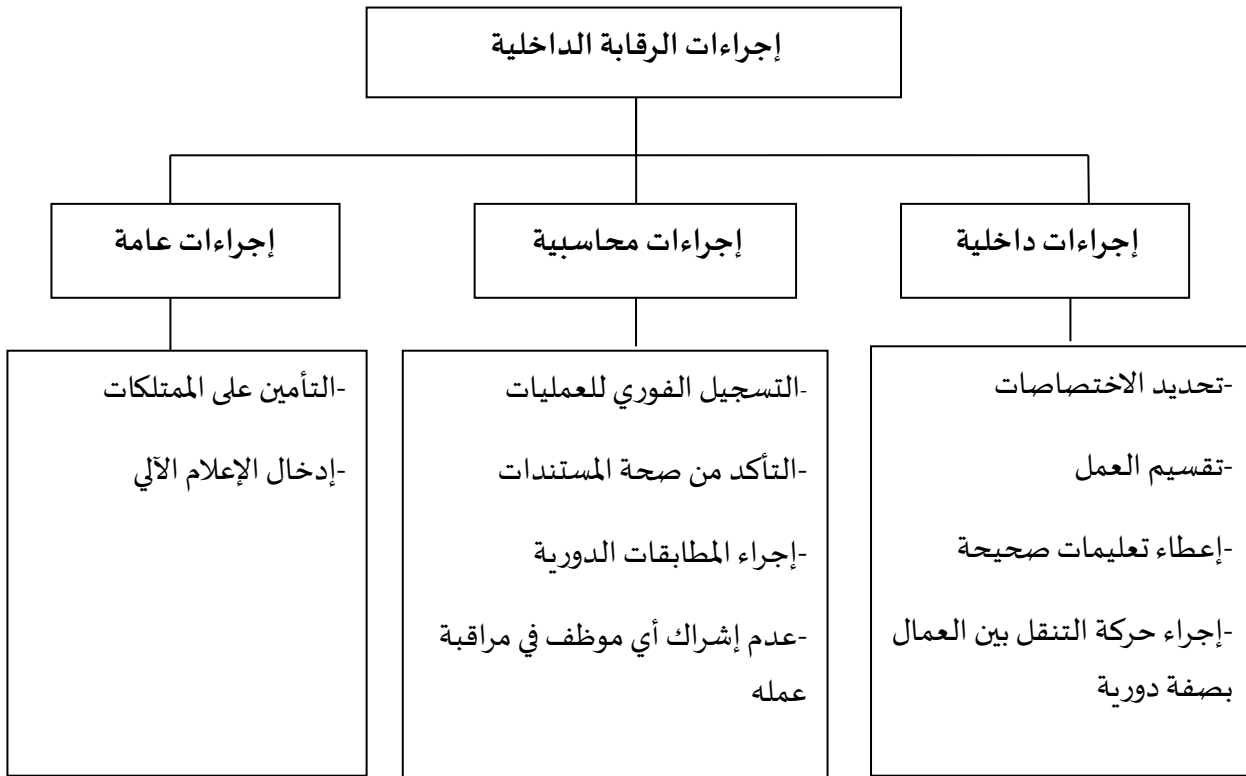 إجراءات الرقابة الداخلية
إجراءات داخلية
إجراءات محاسبية
إجراءات عامة
-تحديد الاختصاصات
-تقسيم العمل
-إعطاء تعليمات صحيحة
-إجراء حركة التنقل بين العمال
بصفة دورية
-التسجيل الفوري للعمليات
-التأكد من صحة المستندات
-إجراء المطابقات الدورية
-عدم إشراك أي موظف في مراقبة
عمله
-التأمين على الممتلكات
-إدخال الإعلام الآلي